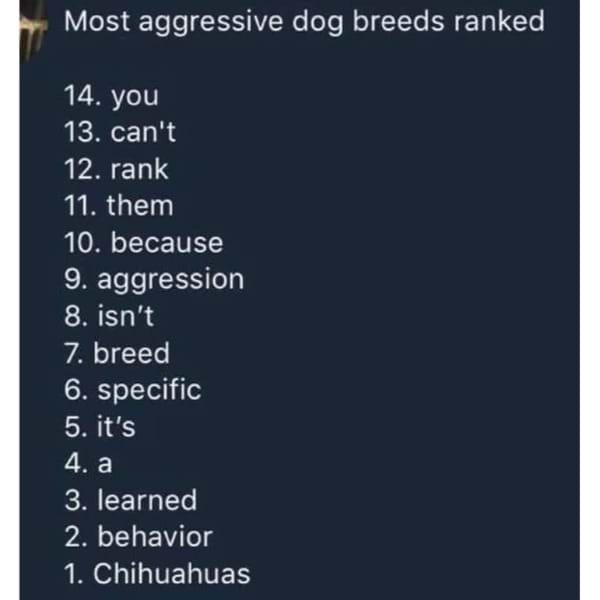 Most aggressive dog breeds ranked
14. you
13. can't
12. rank
11. them
10. because
9. aggression
8. isn’t
7. breed
6. specific
5. it's
4. a
3. learned
2. behavior
1. Chihuahuas